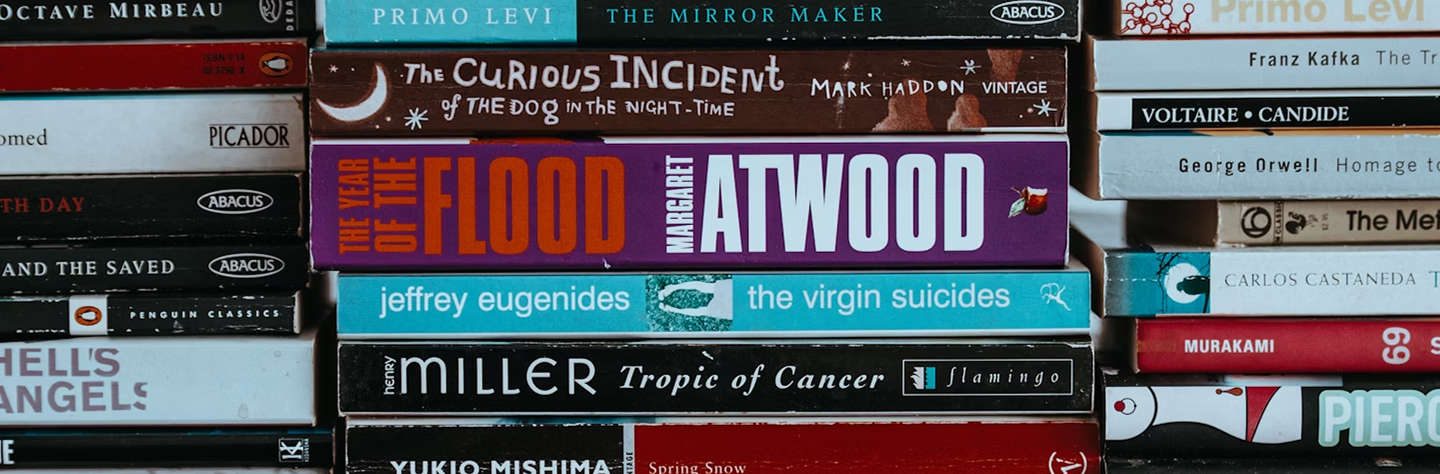 OCTAVE MIRBEAU
PICADOR
TH DAY
ABACUS
AND THE SAVED
ABACUS
PENGUIN CLASSICS
HELL'S
ANGELS
PRIMO LEVI THE MIRROR MAKER ABACUS
THE CURIOUS INCIDENT
of THE DOG IN THE NIGHT-TIME
MARK HADDON VINTAGE
THE YEAR
OF THE
FLOOD
MARGARET
ATWOOD
jeffrey eugenides the virgin suicides
HENRY
MILLER Tropic of Cancer flamingo
YUKIO MISHIMA Spring Snow
Primo Levi
Franz Kafka The Tr
VOLTAIRE • CANDIDE
George Orwell Homage to
The Met
CARLOS CASTANEDA T
MURAKAMI 69 S
PIERC